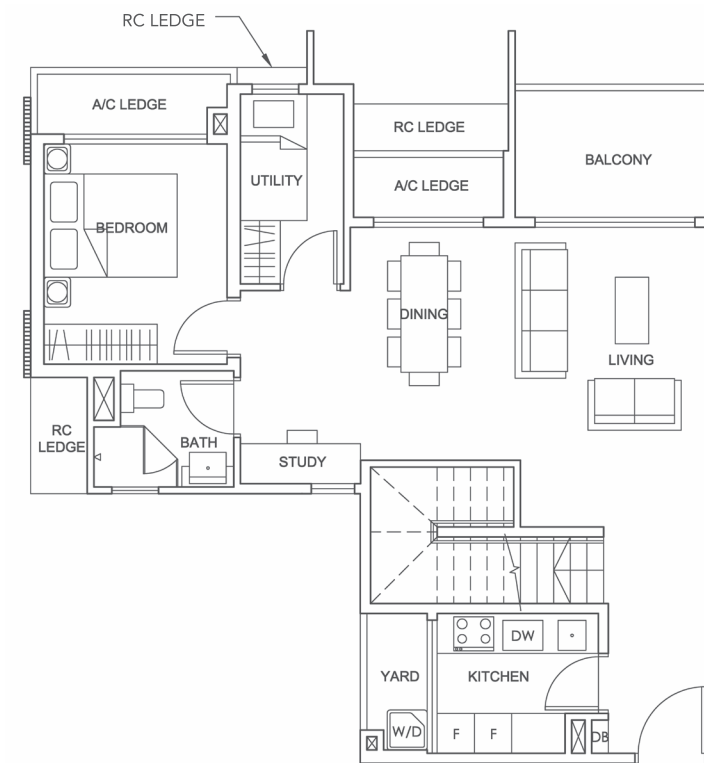 RC LEDGE
A/C LEDGE
RC LEDGE
BALCONY
UTILITY
A/C LEDGE
BEDROOM
DINING
LIVING
RC
LEDGE
BATH
STUDY
DW
YARD
KITCHEN
W/D
F
F
DB